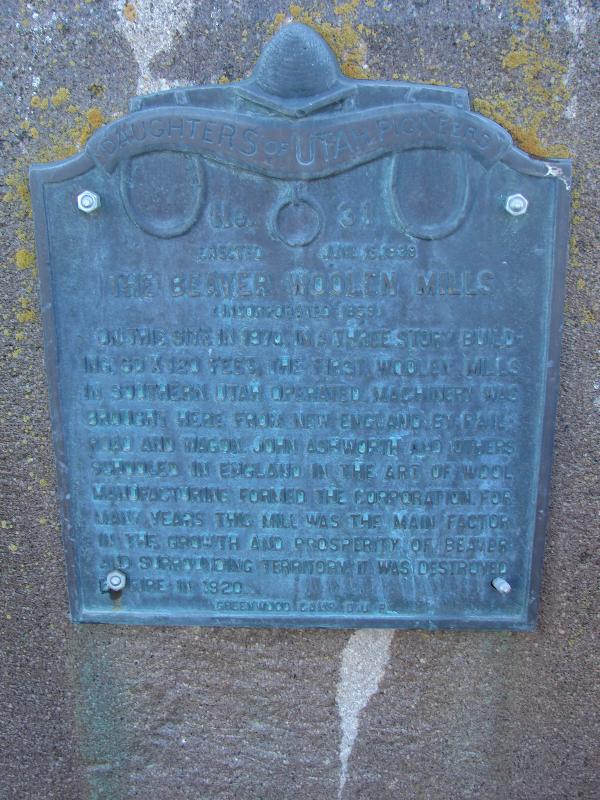 DAUGHTERS OF UTAH PIONEERS
No. 31
ERECTED JUNE 1938
THE BEAVER WOOLEN MILLS
(INCORPORATED 1869)
ON THIS SITE IN 1870, IN A THREE STORY BUILD-
ING, 60 X 120 FEET, THE FIRST WOOLEN MILLS
IN SOUTHERN UTAH OPERATED. MACHINERY WAS
BROUGHT HERE FROM NEW ENGLAND BY RAIL-
ROAD AND WAGON. JOHN ASHWORTH AND OTHERS
SCHOOLED IN ENGLAND IN THE ART OF WOOL
MANUFACTURING FORMED THE CORPORATION. FOR
MANY YEARS THIS MILL WAS THE MAIN FACTOR
IN THE GROWTH AND PROSPERITY OF BEAVER
AND SURROUNDING TERRITORY. IT WAS DESTROYED
BY FIRE IN 1920.
GREENWOOD CAMP D.U.P.